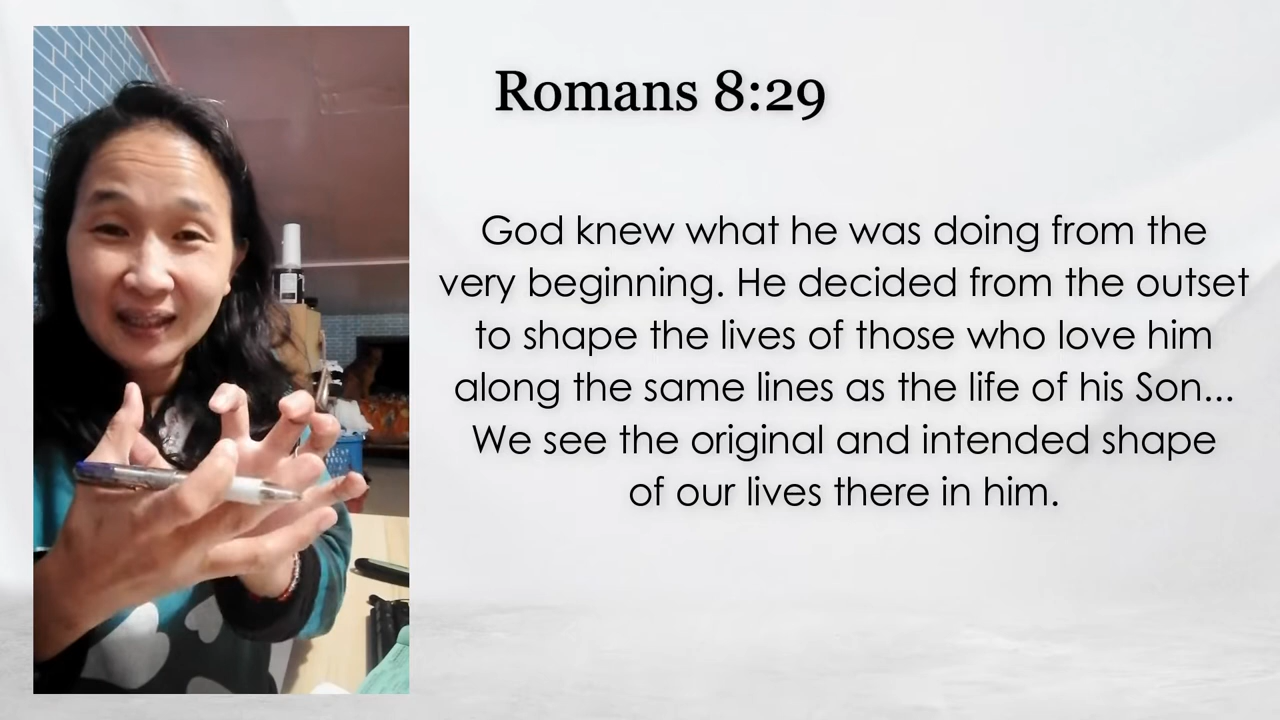 Romans 8:29
God knew what he was doing from the
very beginning. He decided from the outset
to shape the lives of those who love him
along the same lines as the life of his Son...
We see the original and intended shape
of our lives there in him.